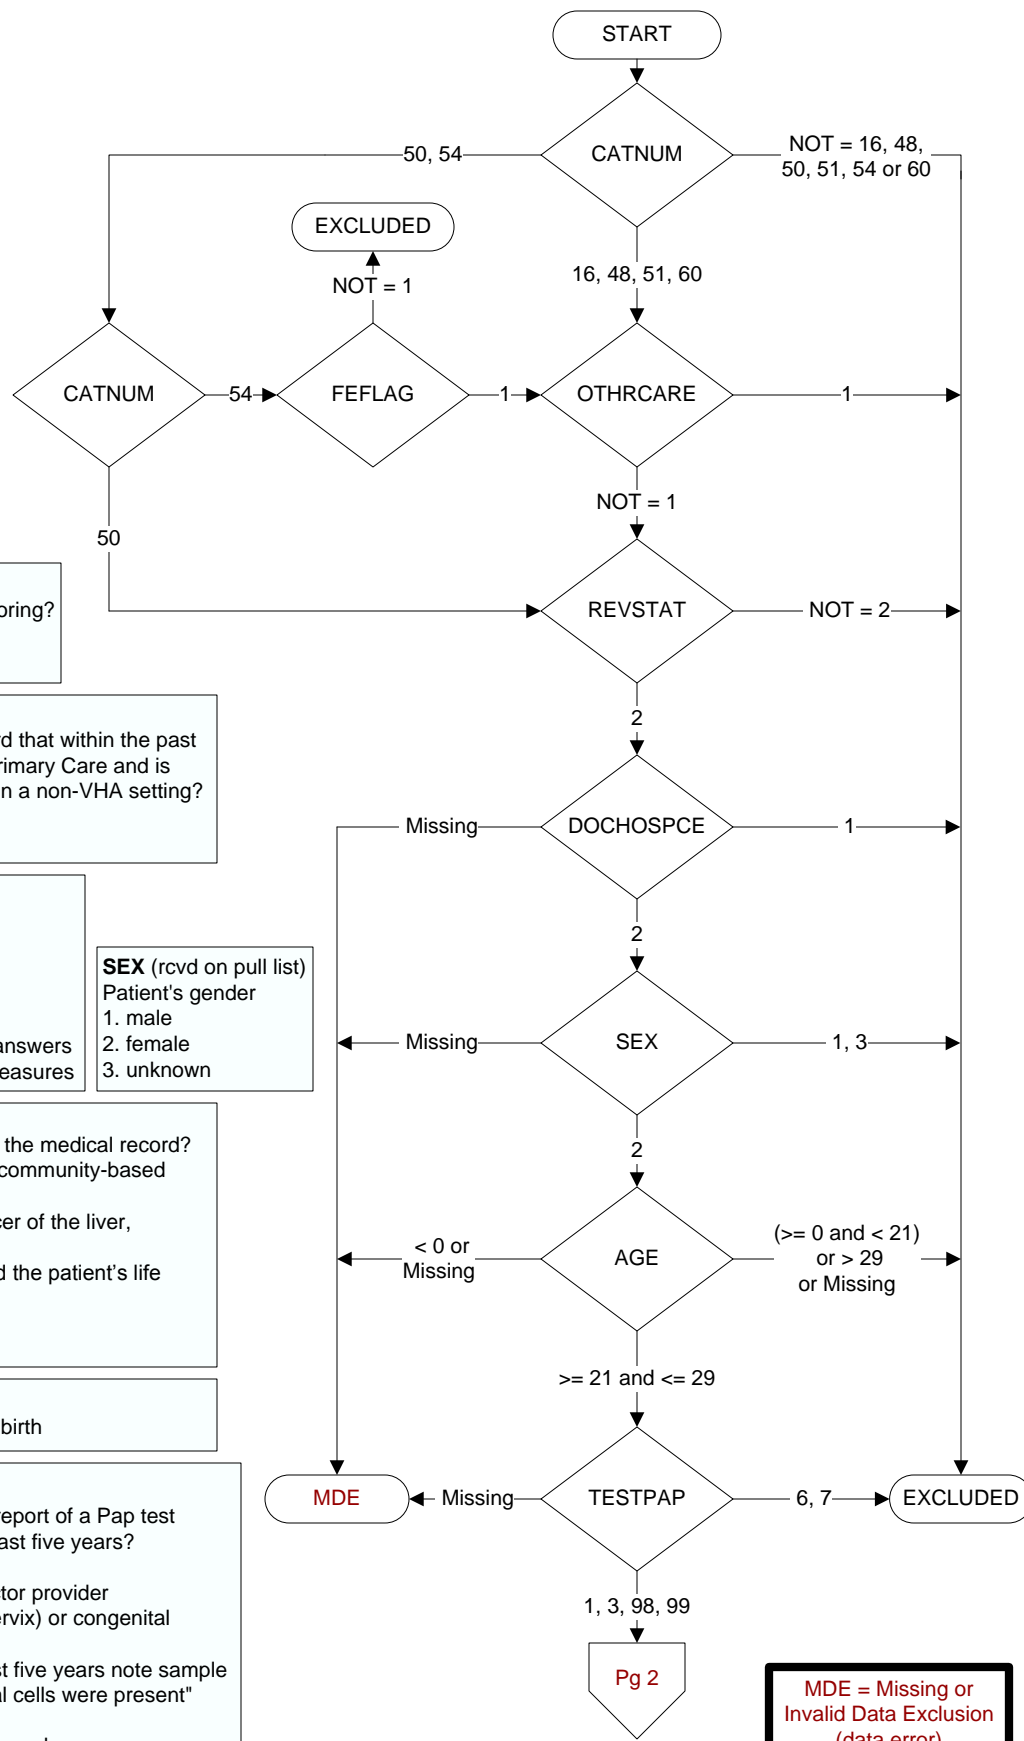 START
CATNUM
50, 54
NOT = 16, 48,
50, 51, 54 or 60
EXCLUDED
NOT = 1
16, 48, 51, 60
CATNUM
54
FEFLAG
1
OTHRCARE
1
NOT = 1
50
REVSTAT
NOT = 2
oring?
2
d that within the past
rimary Care and is
n a non-VHA setting?
Missing
DOCHOSPCE
1
2
SEX (rcvd on pull list)
Patient's gender
1. male
2. female
3. unknown
answers
easures
Missing
SEX
1, 3
2
the medical record?
community-based
cer of the liver,
d the patient's life
< 0 or
Missing
AGE
(>= 0 and < 21)
or > 29
or Missing
>= 21 and <= 29
birth
MDE
Missing
TESTPAP
6, 7
EXCLUDED
eport of a Pap test
ast five years?
ctor provider
ervix) or congenital
st five years note sample
al cells were present"
1, 3, 98, 99
Pg 2
MDE = Missing or
Invalid Data Exclusion
(data error)